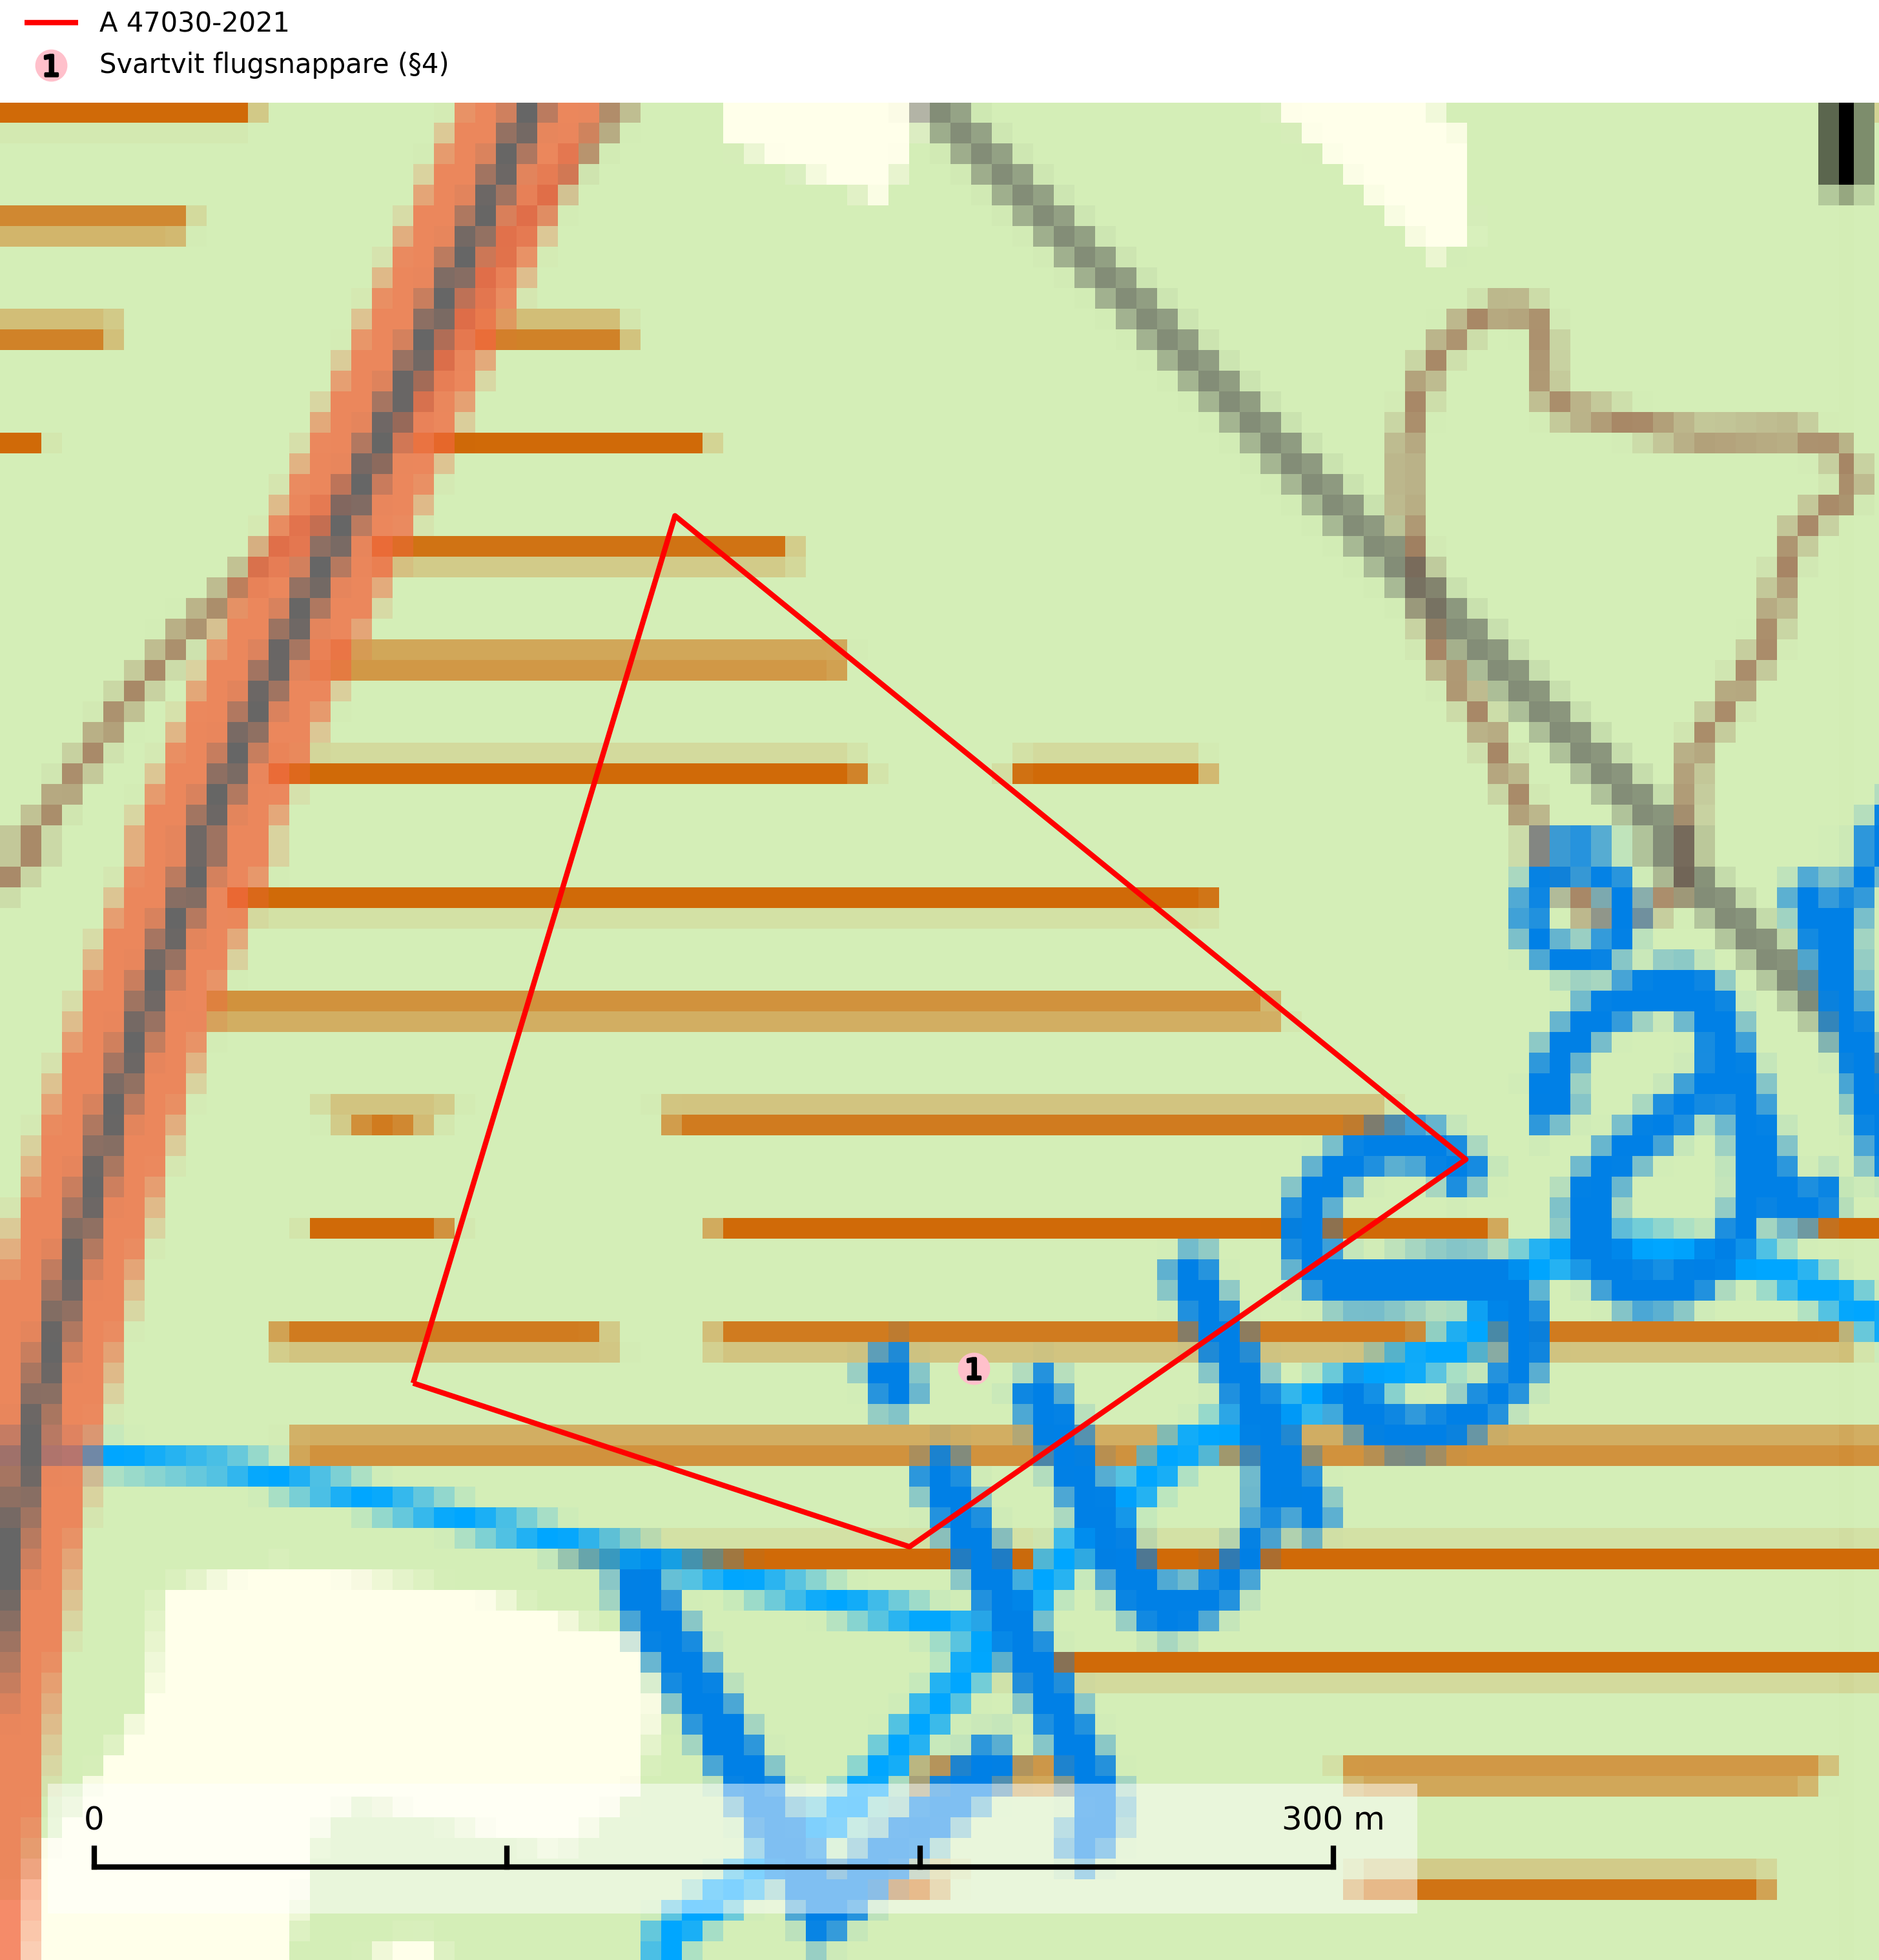 A 47030-2021
1 Svartvit flugsnappare (§4)
1
0 300 m